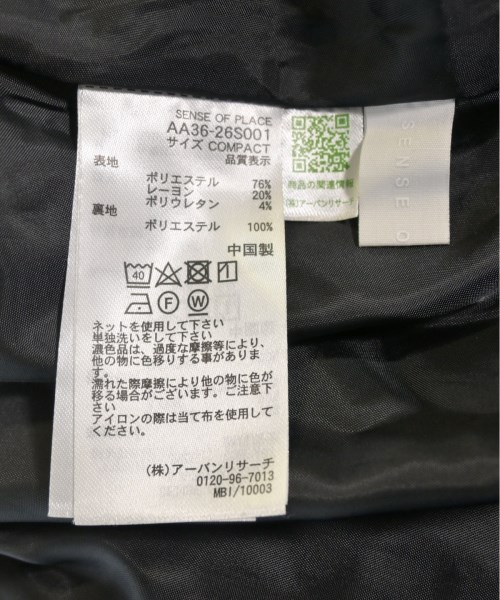 SENSE OF PLACE
AA36-26S001
サイズ COMPACT
品質表示
表地
ポリエステル 76%
レーヨン 20%
ポリウレタン 4%
裏地
ポリエステル 100%
中国製
40
F W
ネットを使用して下さい
単独洗いをして下さい
濃色品は、過度な摩擦等により、
他の物に色移りする事がありま
す。
濡れた際摩擦により他の物に色が
移る場合がございます。ご注意下
さい
アイロンの際は当て布を使用して
ください。
(株)アーバンリサーチ
0120-96-7013
MBI/10003
商品の関連情報
(株)アーバンリサーチ
SENSE O